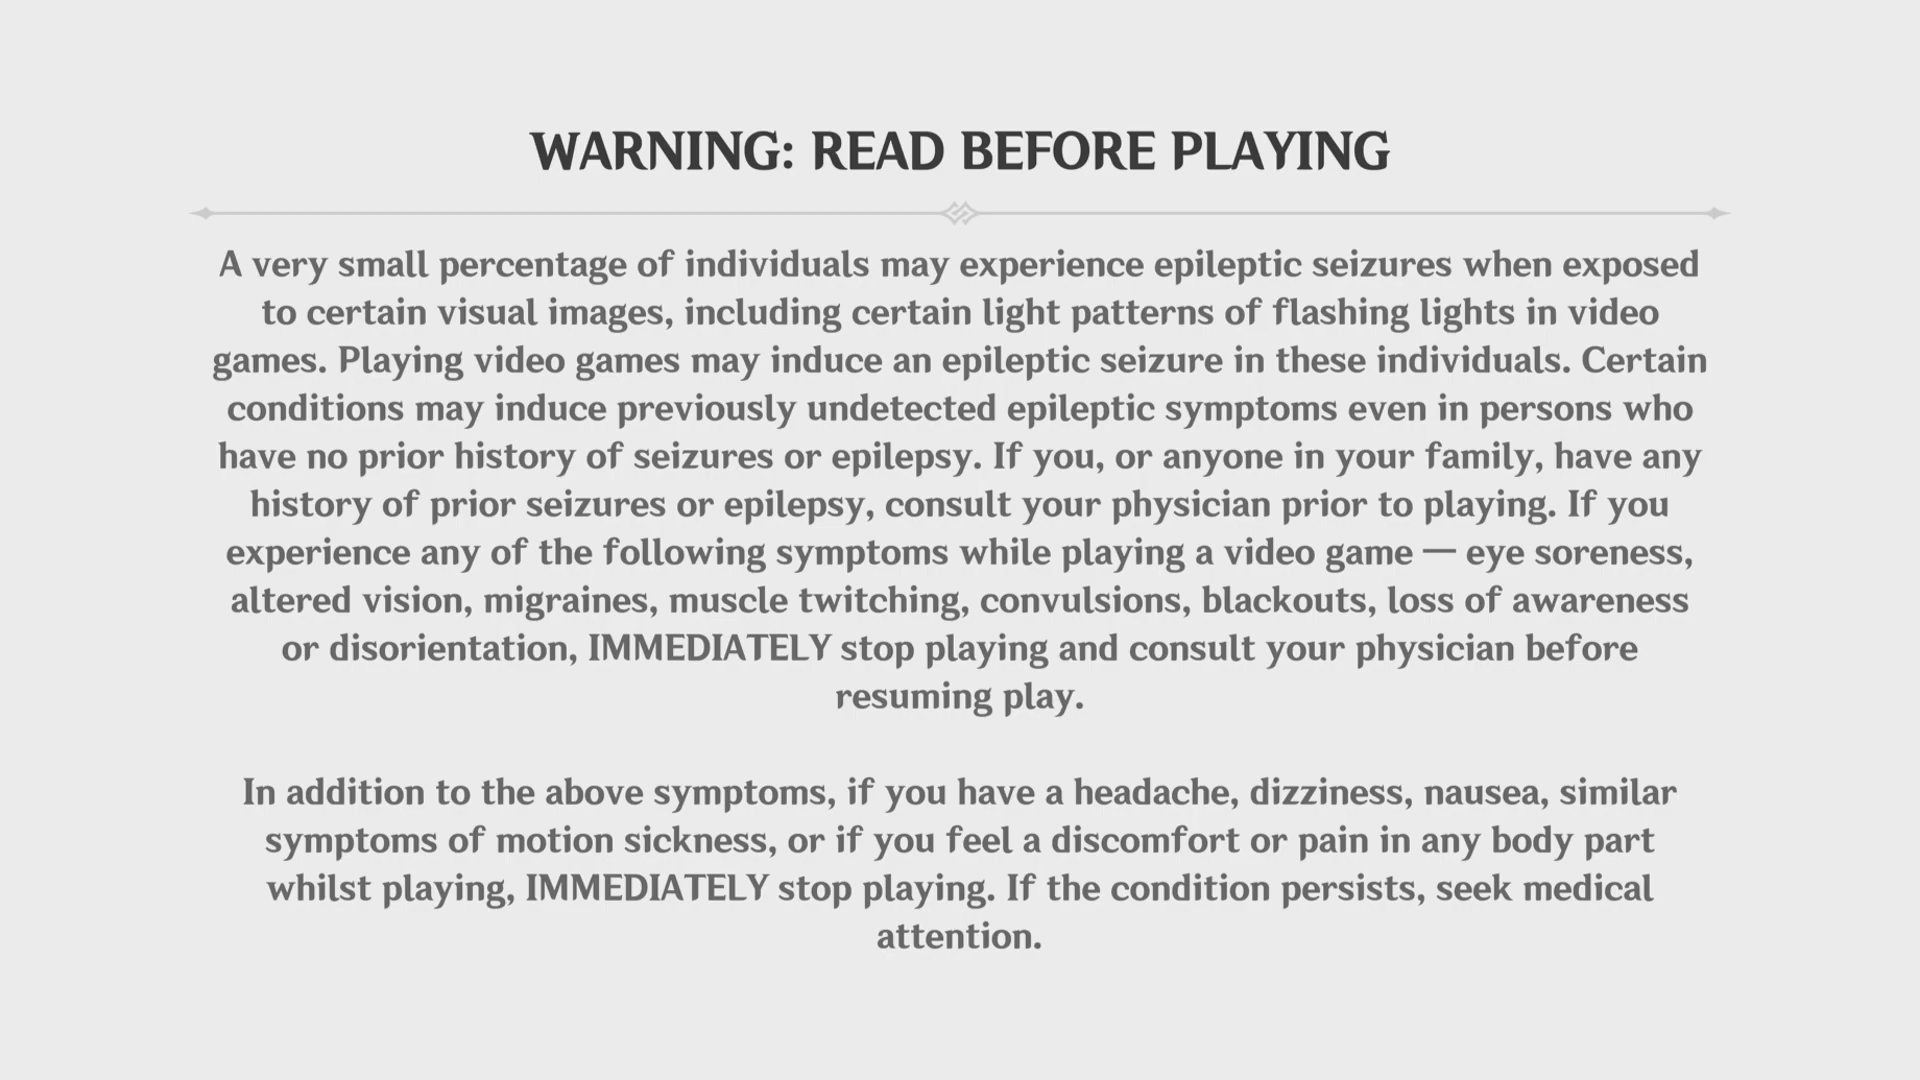 WARNING: READ BEFORE PLAYING
A very small percentage of individuals may experience epileptic seizures when exposed
to certain visual images, including certain light patterns of flashing lights in video
games. Playing video games may induce an epileptic seizure in these individuals. Certain
conditions may induce previously undetected epileptic symptoms even in persons who
have no prior history of seizures or epilepsy. If you, or anyone in your family, have any
history of prior seizures or epilepsy, consult your physician prior to playing. If you
experience any of the following symptoms while playing a video game — eye soreness,
altered vision, migraines, muscle twitching, convulsions, blackouts, loss of awareness
or disorientation, IMMEDIATELY stop playing and consult your physician before
resuming play.
In addition to the above symptoms, if you have a headache, dizziness, nausea, similar
symptoms of motion sickness, or if you feel a discomfort or pain in any body part
whilst playing, IMMEDIATELY stop playing. If the condition persists, seek medical
attention.